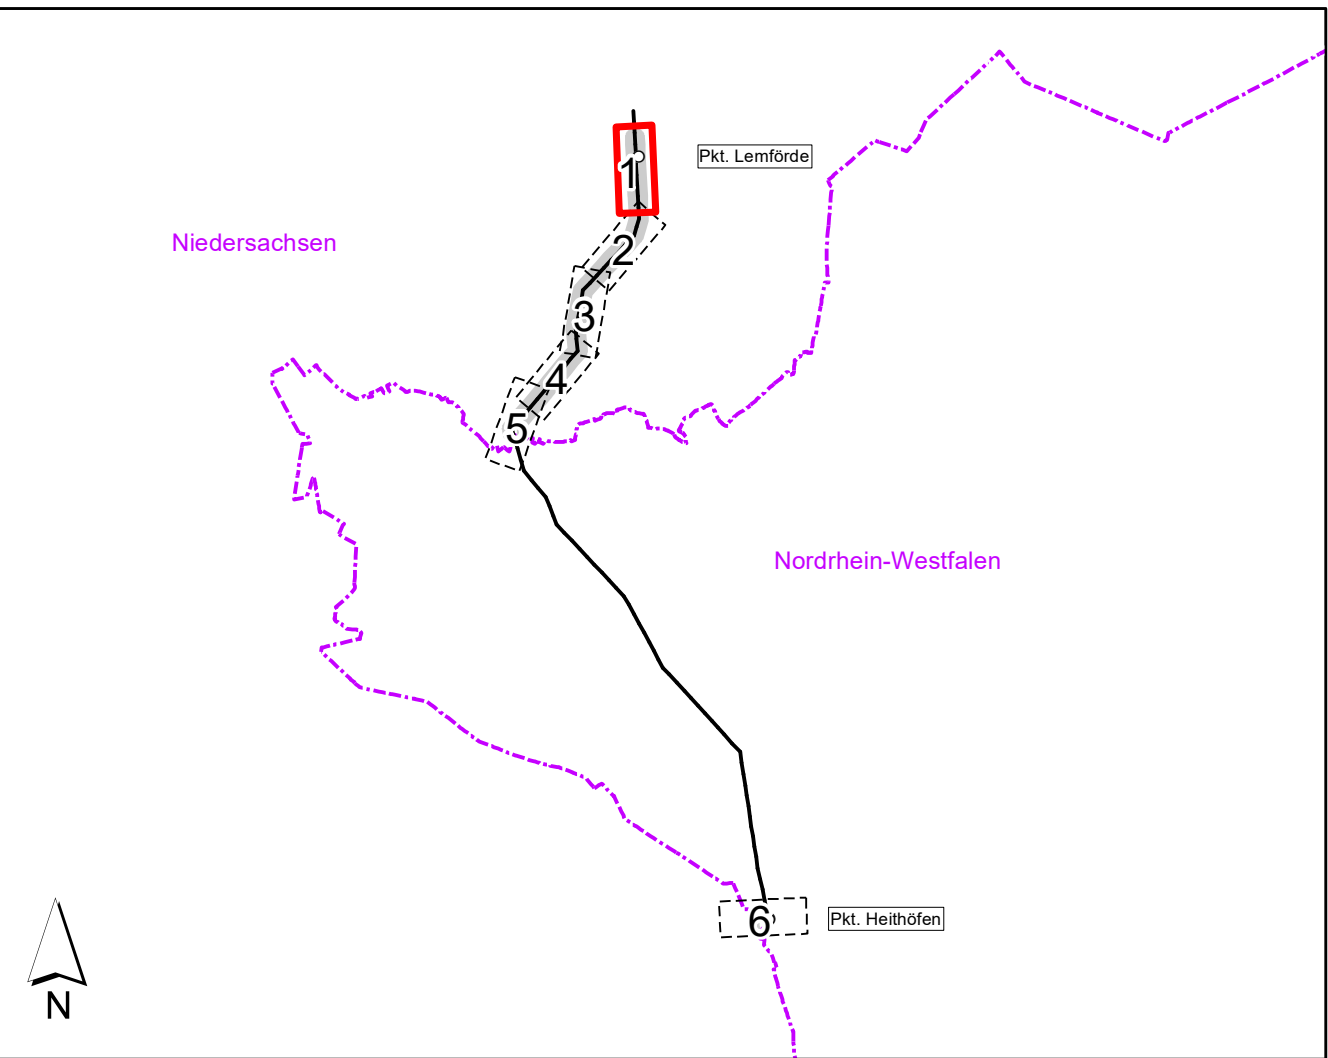 Pkt. Lemförde
1
Niedersachsen
2
3
4
5
Nordrhein-Westfalen
6
Pkt. Heithöfen
N